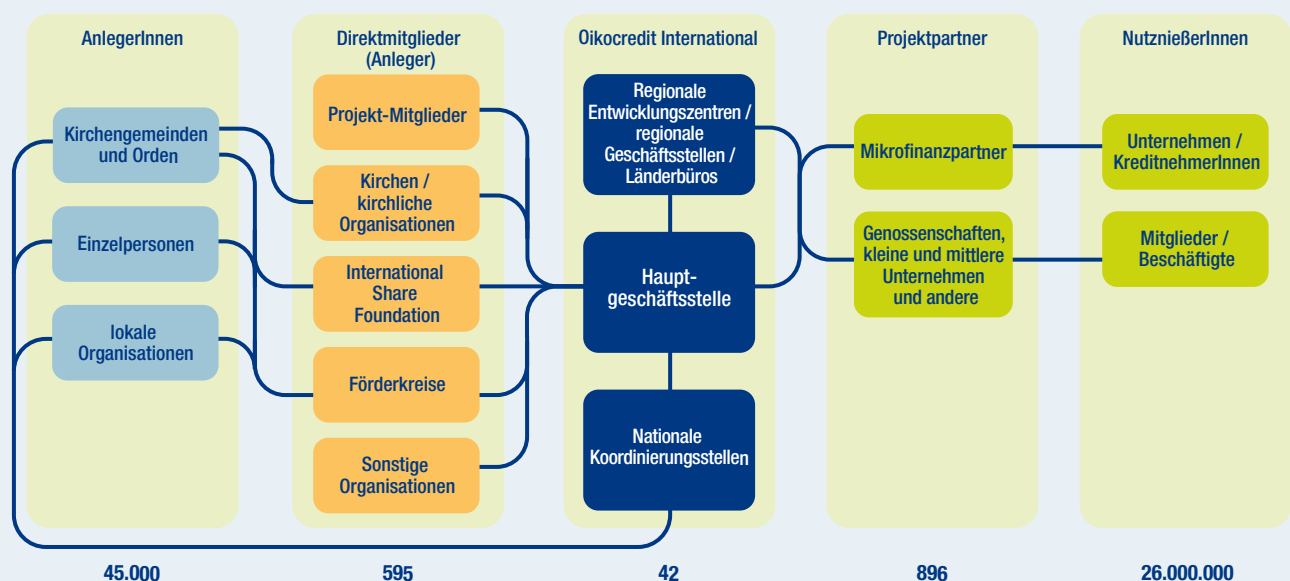 AnlegerInnen
Kirchengemeinden
und Orden
Einzelpersonen
lokale
Organisationen
45.000
Direktmitglieder
(Anleger)
Projekt-Mitglieder
Kirchen /
kirchliche
Organisationen
International
Share
Foundation
Förderkreise
Sonstige
Organisationen
595
Oikocredit International
Regionale
Entwicklungszentren /
regionale
Geschäftsstellen /
Länderbüros
Haupt-
geschäftsstelle
Nationale
Koordinierungsstellen
42
Projektpartner
Mikrofinanzpartner
Genossenschaften,
kleine und mittlere
Unternehmen
und andere
896
NutznießerInnen
Unternehmen /
KreditnehmerInnen
Mitglieder /
Beschäftigte
26.000.000